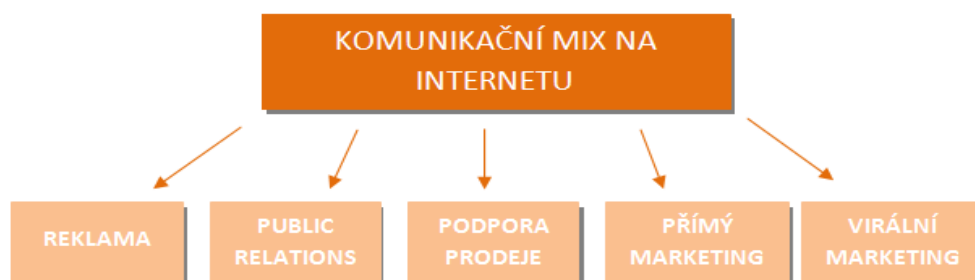 KOMUNIKAČNÍ MIX NA
INTERNETU
REKLAMA
PUBLIC
RELATIONS
PODPORA
PRODEJE
PŘÍMÝ
MARKETING
VIRÁLNÍ
MARKETING